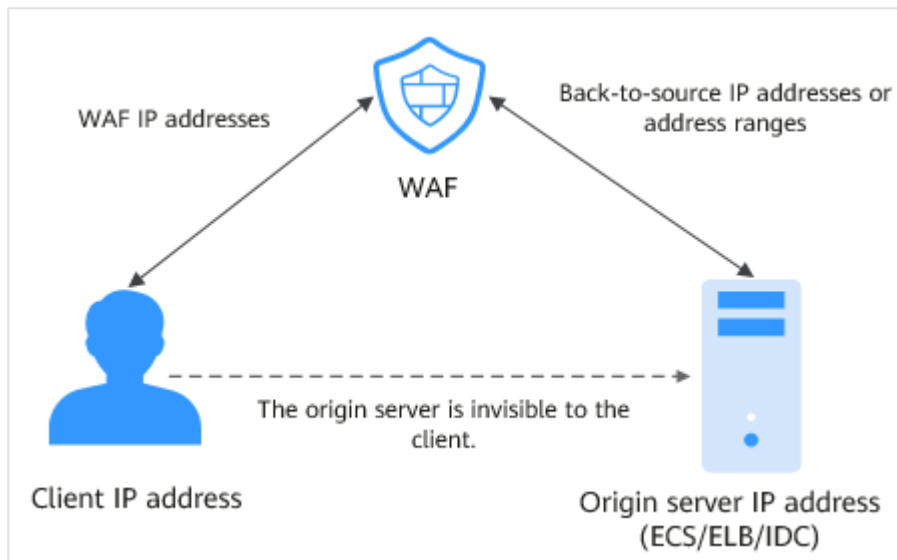 WAF IP addresses
Back-to-source IP addresses or
address ranges
WAF
The origin server is invisible to the
client.
Client IP address
Origin server IP address
(ECS/ELB/IDC)